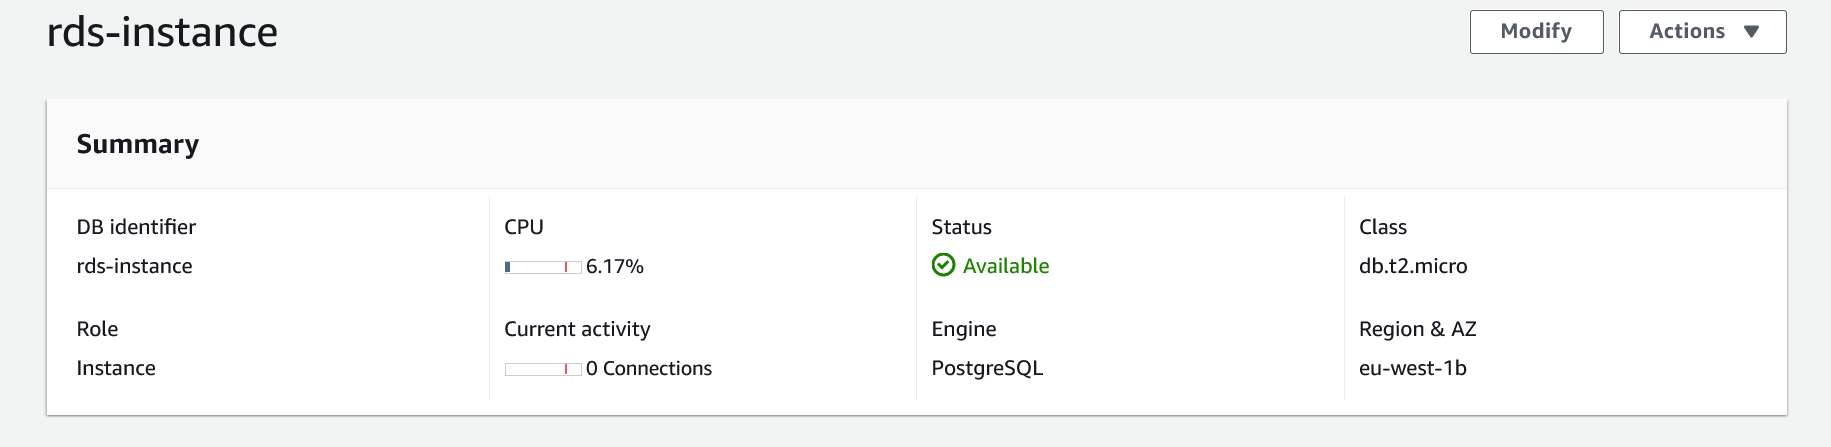 rds-instance
Modify
Actions
Summary
DB identifier
rds-instance
CPU
6.17%
Status
Available
Class
db.t2.micro
Role
Instance
Current activity
0 Connections
Engine
PostgreSQL
Region & AZ
eu-west-1b